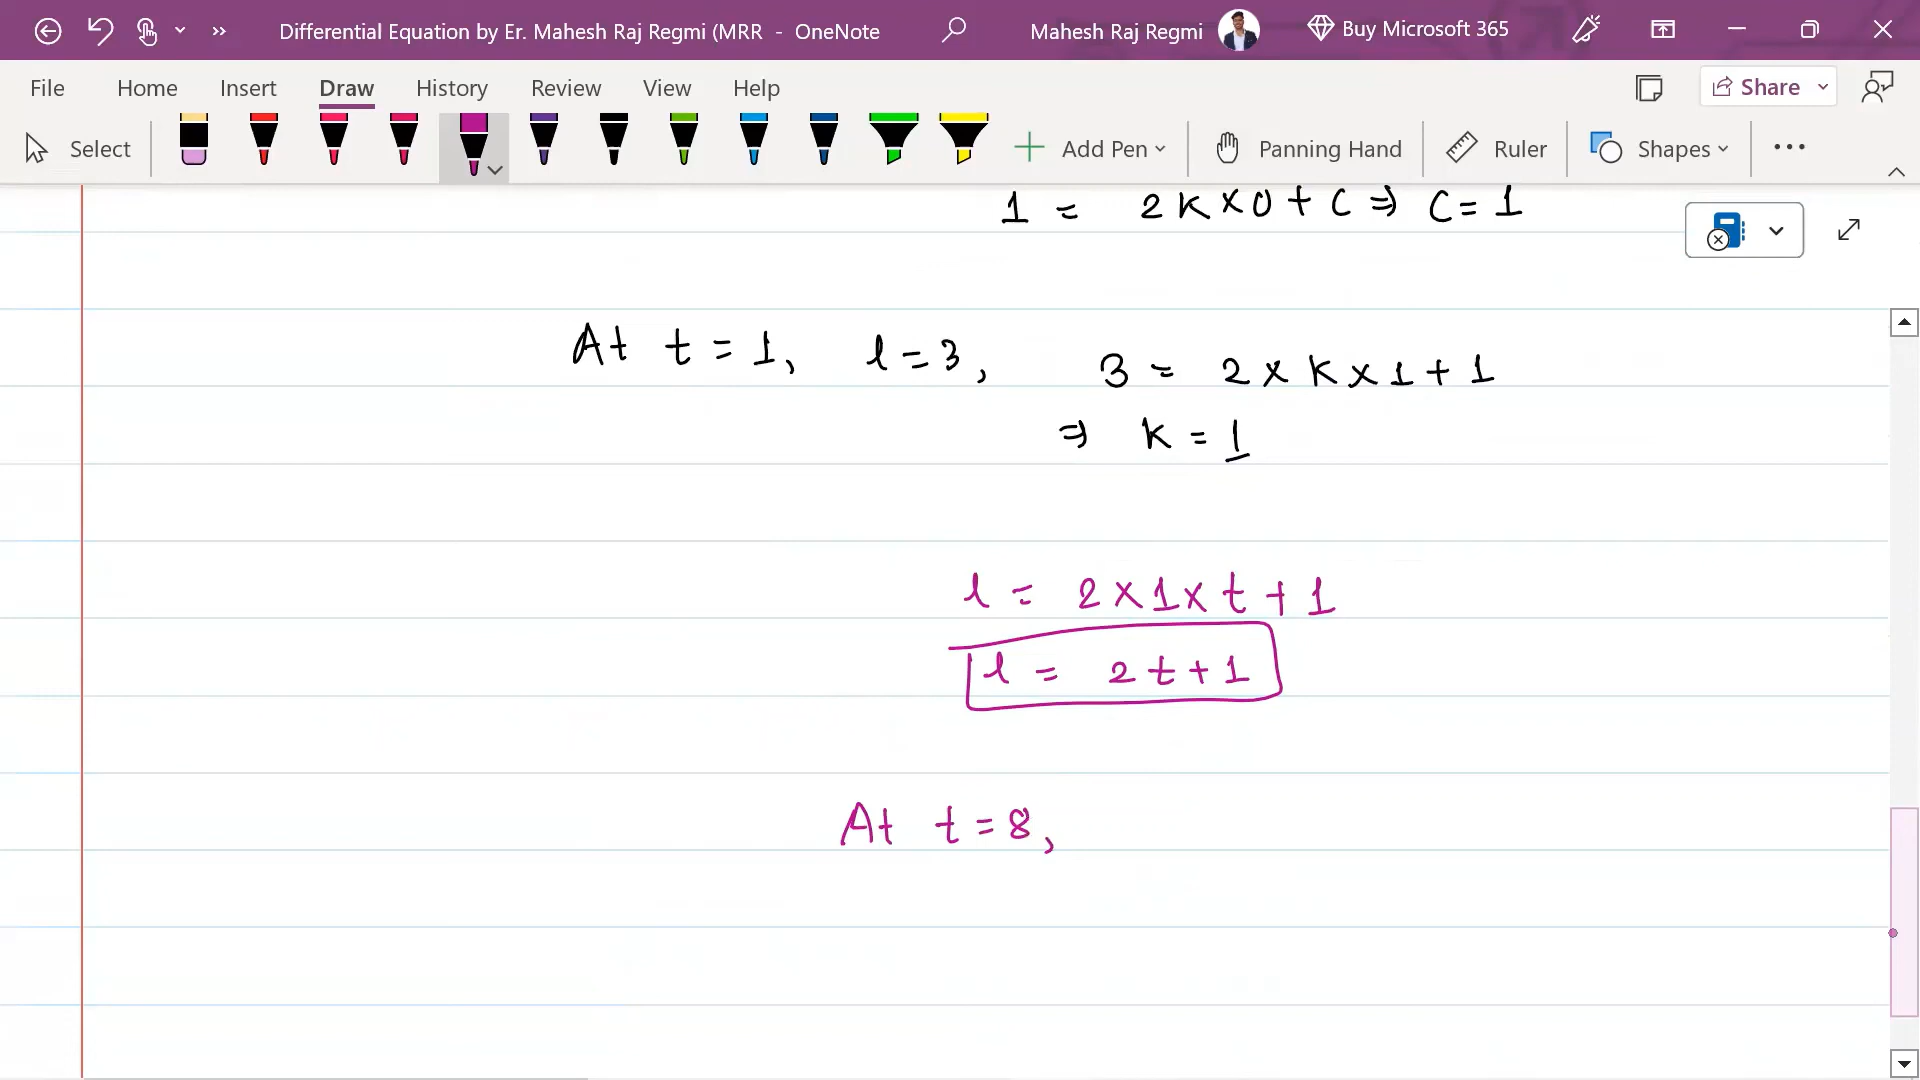 Differential Equation by Er. Mahesh Raj Regmi (MRR - OneNote
Mahesh Raj Regmi
Buy Microsoft 365
File Home Insert Draw History Review View Help
Share
Select
Add Pen
Panning Hand
Ruler
Shapes
1 = 2K×0+C ⇒ C=1
At t=1, l=3, 3 = 2×K×1+1
⇒ K=1
l = 2×1×t+1
l = 2t+1
At t=8,